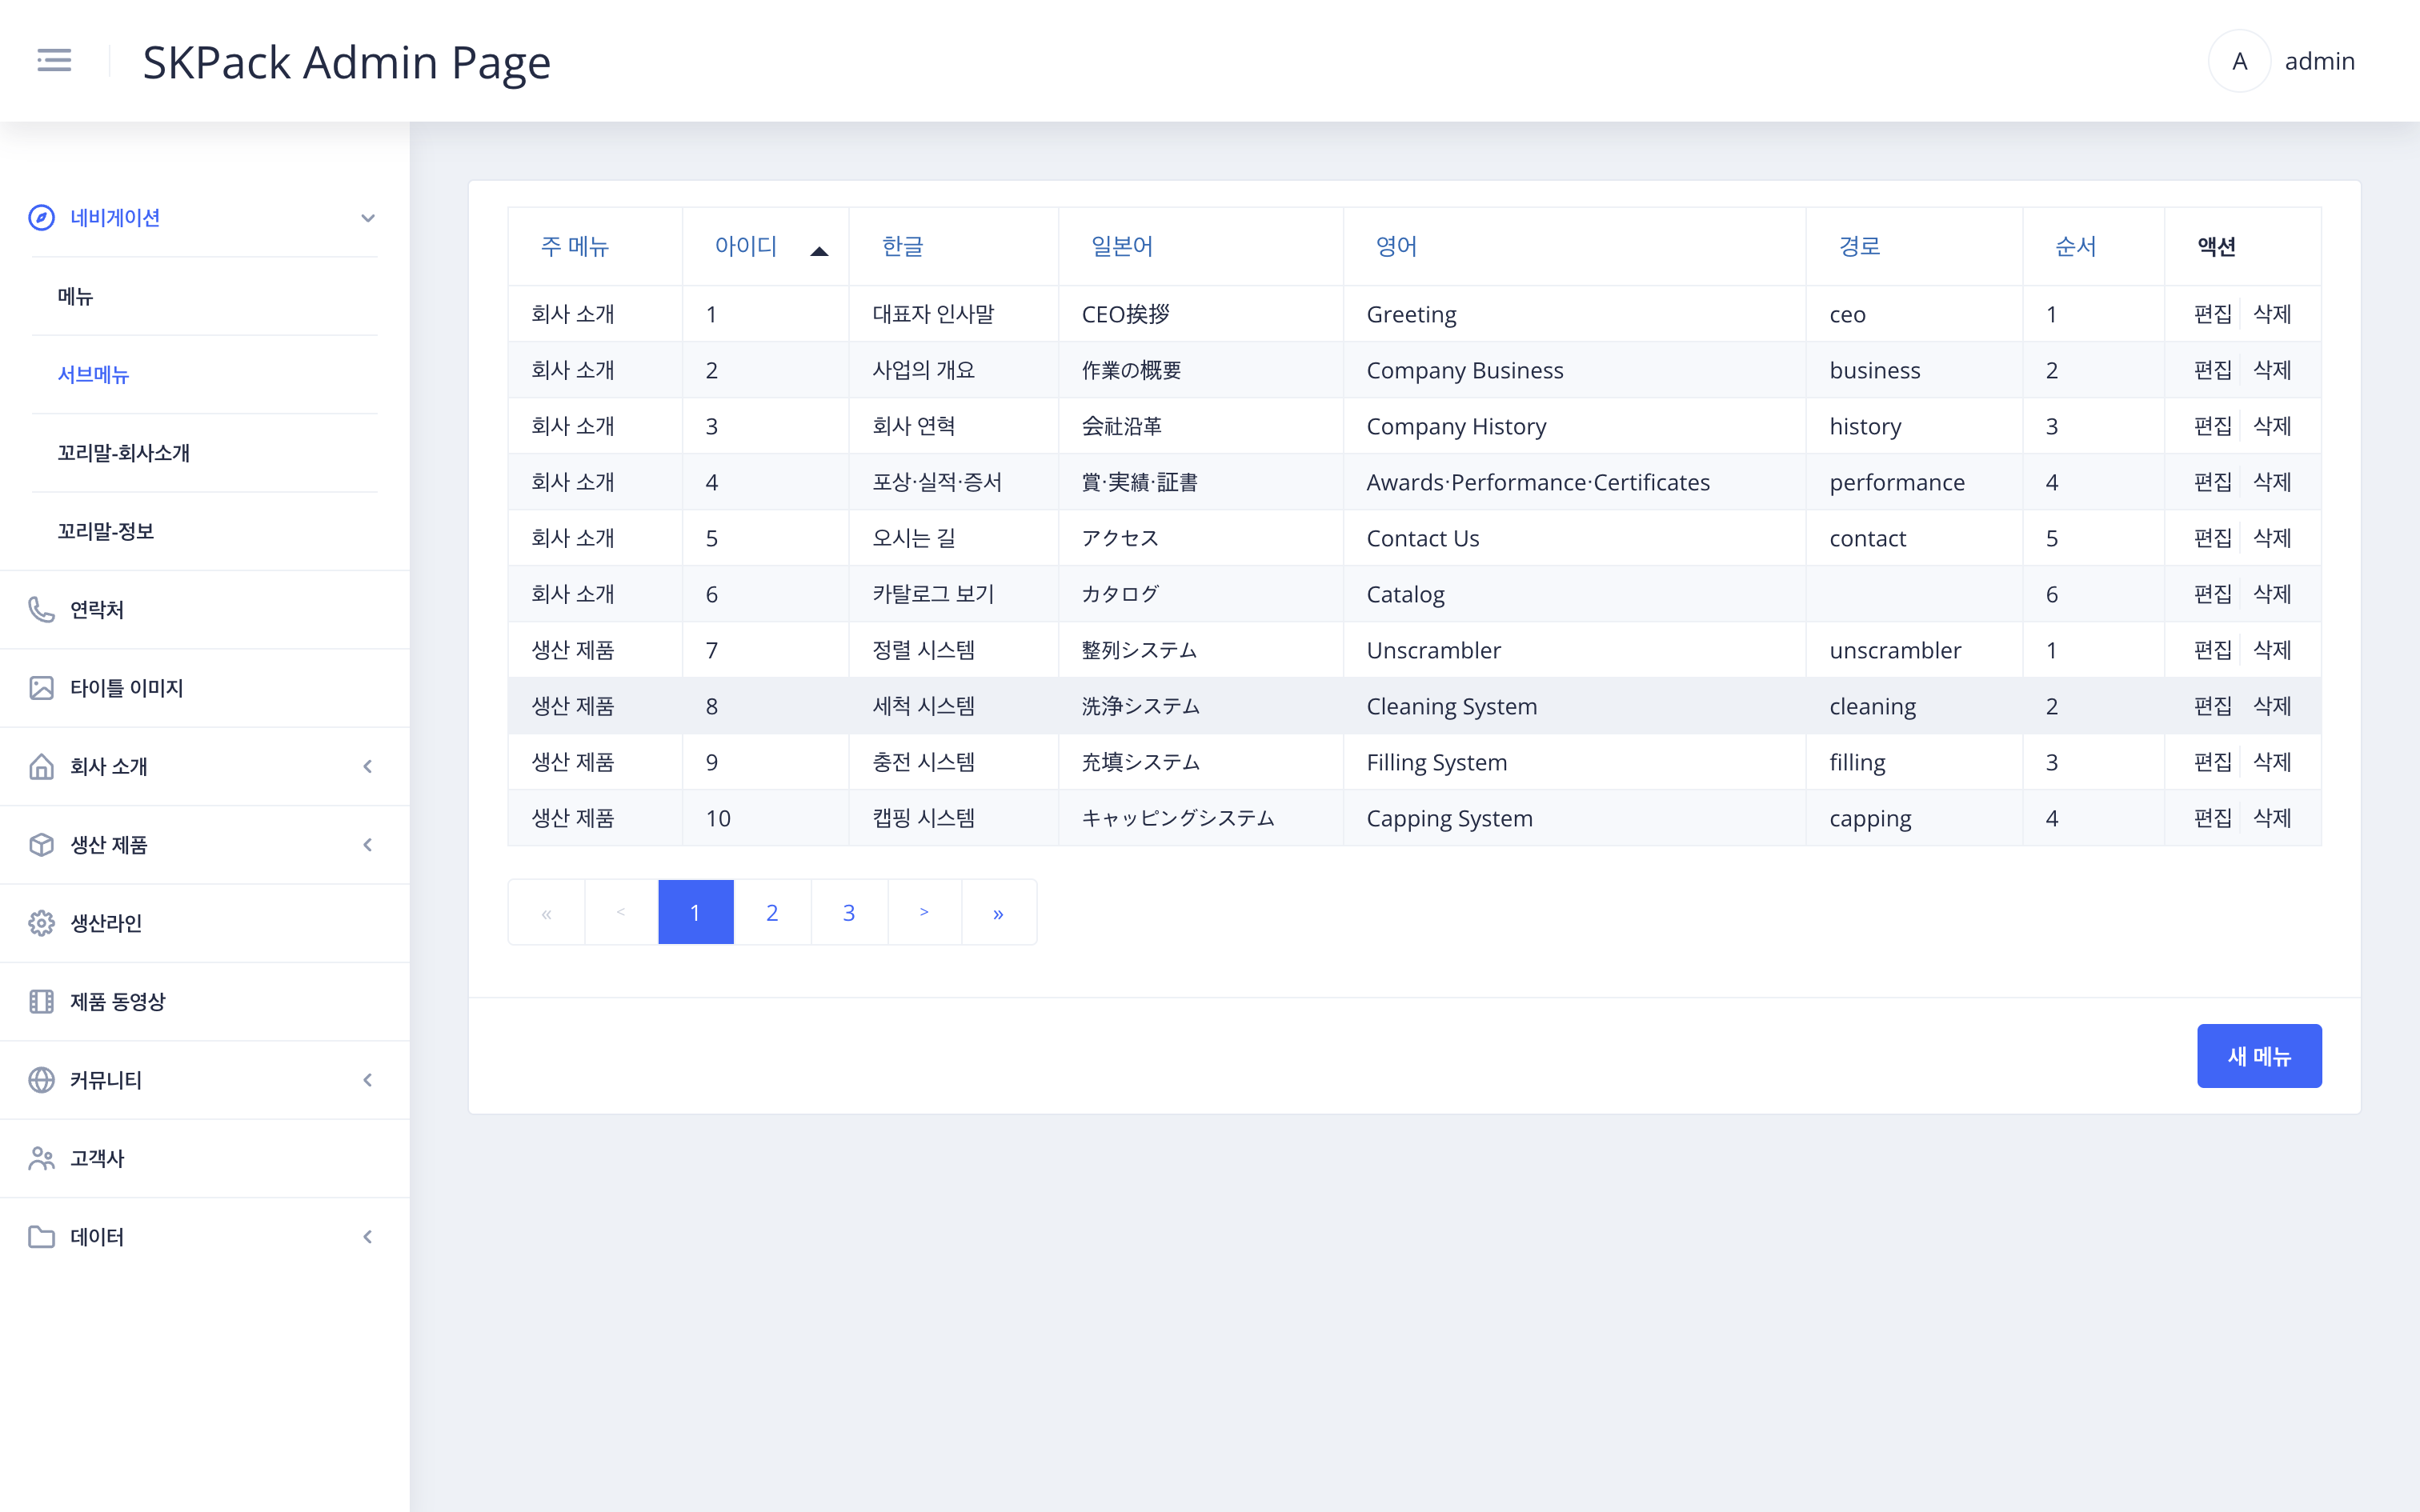 SKPack Admin Page
A admin
네비게이션
메뉴
서브메뉴
꼬리말-회사소개
꼬리말-정보
연락처
타이틀 이미지
회사 소개
생산 제품
생산라인
제품 동영상
커뮤니티
고객사
데이터
주 메뉴 아이디 한글 일본어 영어 경로 순서 액션
회사 소개 1 대표자 인사말 CEO挨拶 Greeting ceo 1 편집 삭제
회사 소개 2 사업의 개요 作業の概要 Company Business business 2 편집 삭제
회사 소개 3 회사 연혁 会社沿革 Company History history 3 편집 삭제
회사 소개 4 포상·실적·증서 賞·実績·証書 Awards·Performance·Certificates performance 4 편집 삭제
회사 소개 5 오시는 길 アクセス Contact Us contact 5 편집 삭제
회사 소개 6 카탈로그 보기 カタログ Catalog 6 편집 삭제
생산 제품 7 정렬 시스템 整列システム Unscrambler unscrambler 1 편집 삭제
생산 제품 8 세척 시스템 洗浄システム Cleaning System cleaning 2 편집 삭제
생산 제품 9 충전 시스템 充填システム Filling System filling 3 편집 삭제
생산 제품 10 캡핑 시스템 キャッピングシステム Capping System capping 4 편집 삭제
« < 1 2 3 > »
새 메뉴